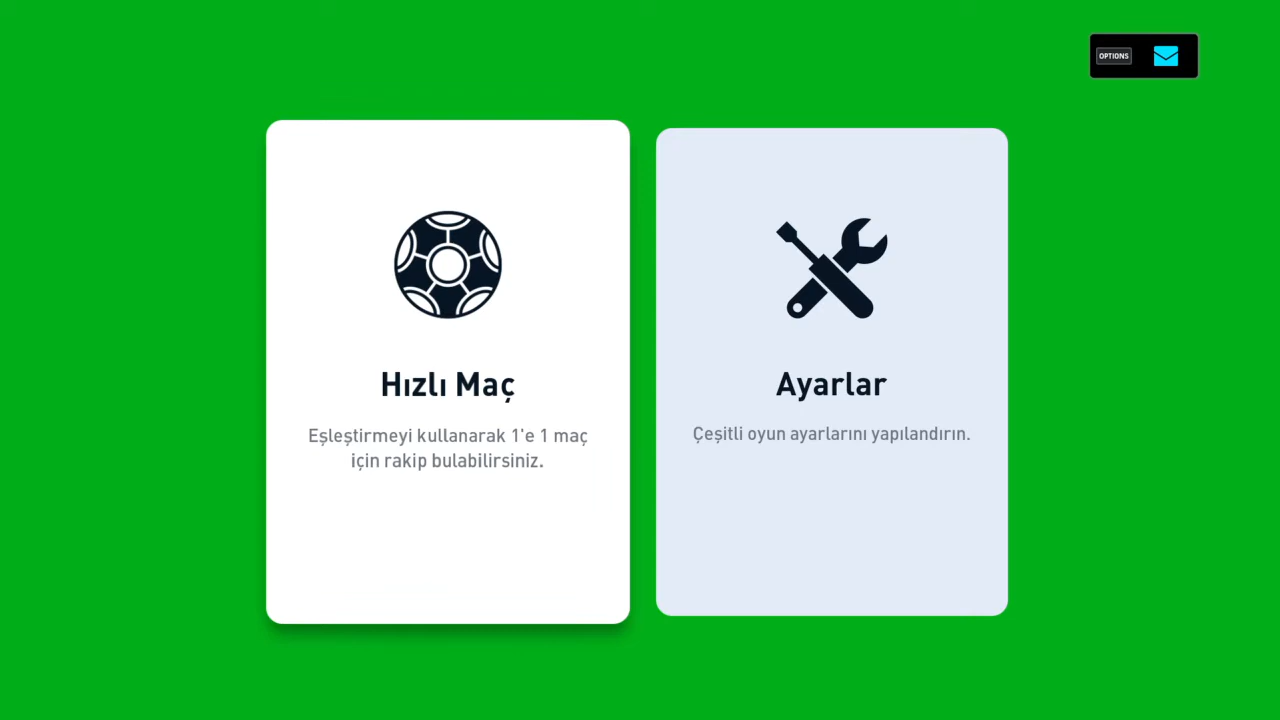 OPTIONS
Hızlı Maç
Eşleştirmeyi kullanarak 1'e 1 maç
için rakip bulabilirsiniz.
Ayarlar
Çeşitli oyun ayarlarını yapılandırın.